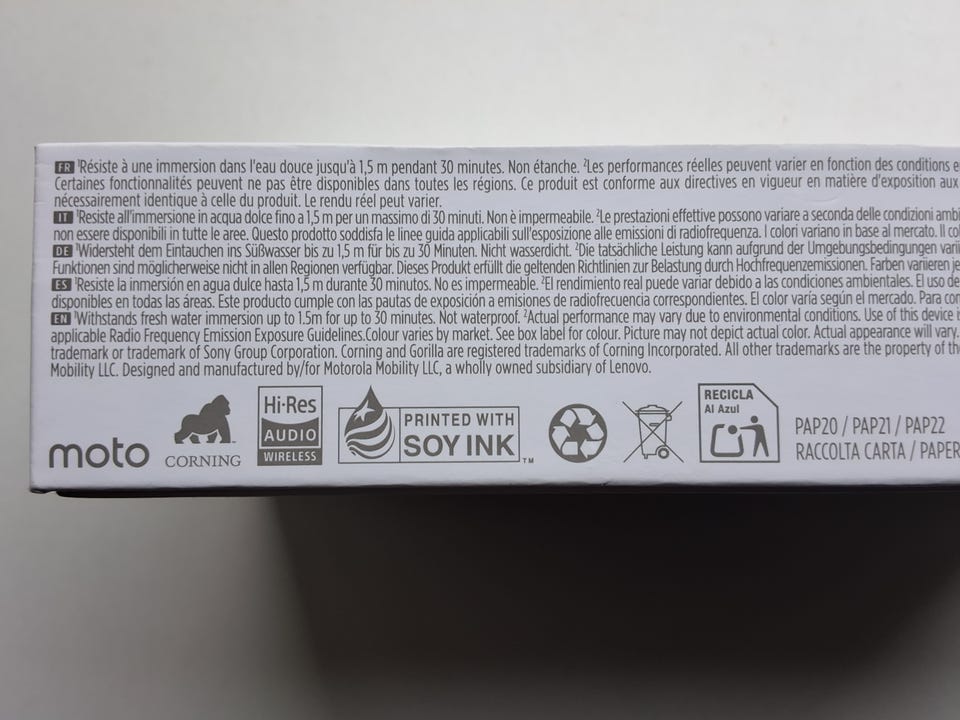 FR ¹Résiste à une immersion dans l'eau douce jusqu'à 1,5 m pendant 30 minutes. Non étanche. ²Les performances réelles peuvent varier en fonction des conditions
Certaines fonctionnalités peuvent ne pas être disponibles dans toutes les régions. Ce produit est conforme aux directives en vigueur en matière d'exposition aux
nécessairement identique à celle du produit. Le rendu réel peut varier.
IT ¹Resiste all'immersione in acqua dolce fino a 1,5 m per un massimo di 30 minuti. Non è impermeabile. ²Le prestazioni effettive possono variare a seconda delle condizioni
non essere disponibili in tutte le aree. Questo prodotto soddisfa le linee guida applicabili sull'esposizione alle emissioni di radiofrequenza. I colori variano in base al mercato. Il
DE ¹Widersteht dem Eintauchen ins Süßwasser bis zu 1,5 m für bis zu 30 Minuten. Nicht wasserdicht. ²Die tatsächliche Leistung kann aufgrund der Umgebungsbedingungen
Funktionen sind möglicherweise nicht in allen Regionen verfügbar. Dieses Produkt erfüllt die geltenden Richtlinien zur Belastung durch Hochfrequenzemissionen. Farben variieren
ES ¹Resiste la inmersión en agua dulce hasta 1,5 m durante 30 minutos. No es impermeable. ²El rendimiento real puede variar debido a las condiciones ambientales. El uso de
disponibles en todas las áreas. Este producto cumple con las pautas de exposición a emisiones de radiofrecuencia correspondientes. El color varía según el mercado. Para
EN ¹Withstands fresh water immersion up to 1.5m for up to 30 minutes. Not waterproof. ²Actual performance may vary due to environmental conditions. Use of this device
applicable Radio Frequency Emission Exposure Guidelines.Colour varies by market. See box label for colour. Picture may not depict actual color. Actual appearance will vary.
trademark or trademark of Sony Group Corporation. Corning and Gorilla are registered trademarks of Corning Incorporated. All other trademarks are the property of
Mobility LLC. Designed and manufactured by/for Motorola Mobility LLC, a wholly owned subsidiary of Lenovo.
moto
CORNING
Hi-Res
AUDIO
WIRELESS
PRINTED WITH
SOY INK™
RECICLA
Al Azul
PAP20 / PAP21 / PAP22
RACCOLTA CARTA / PAPER